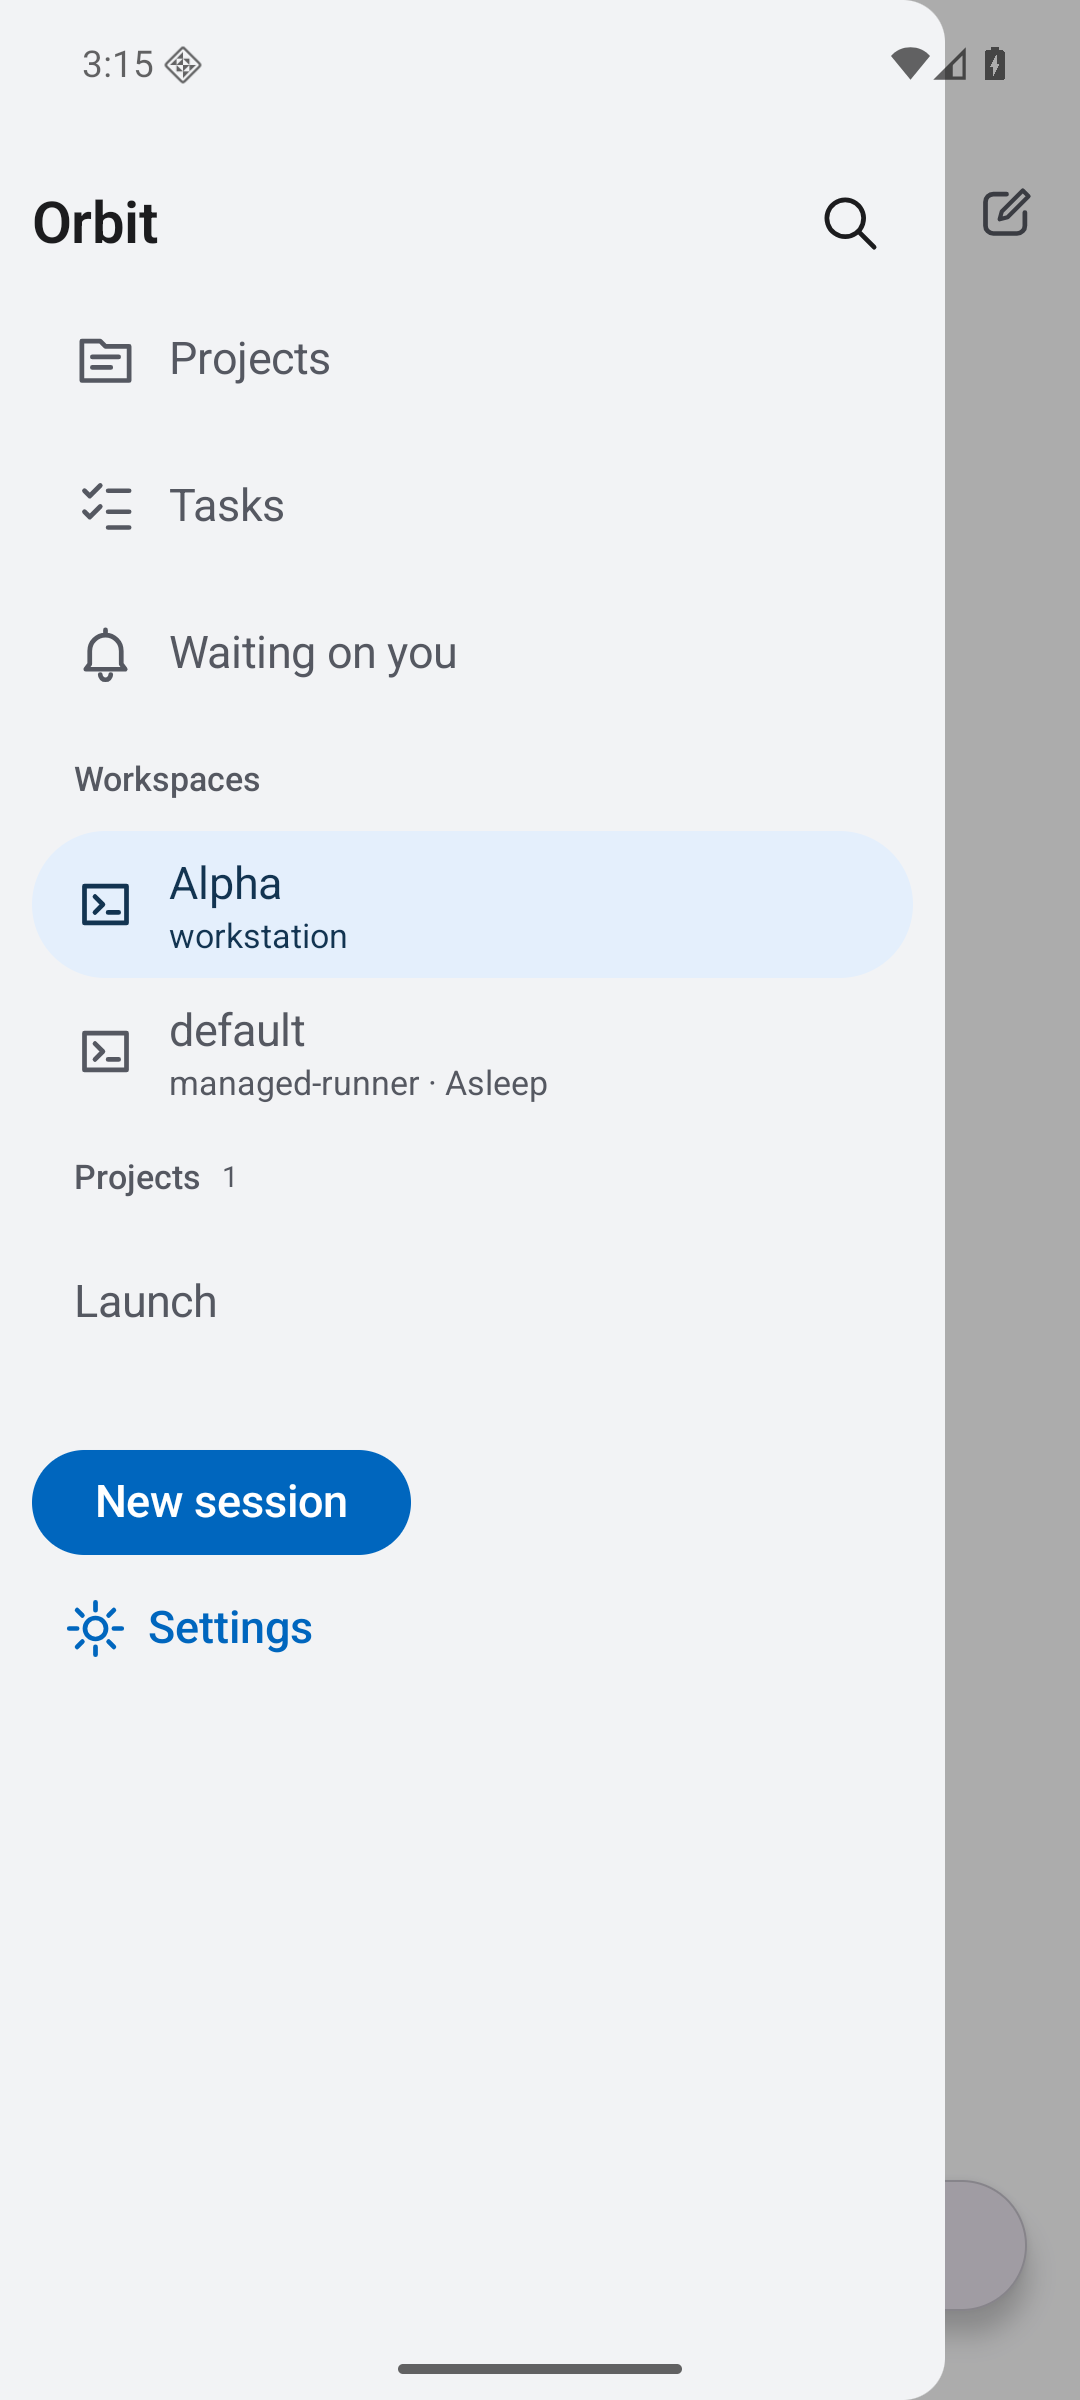 3:15
Orbit
Projects
Tasks
Waiting on you
Workspaces
Alpha
workstation
default
managed-runner · Asleep
Projects 1
Launch
New session
Settings